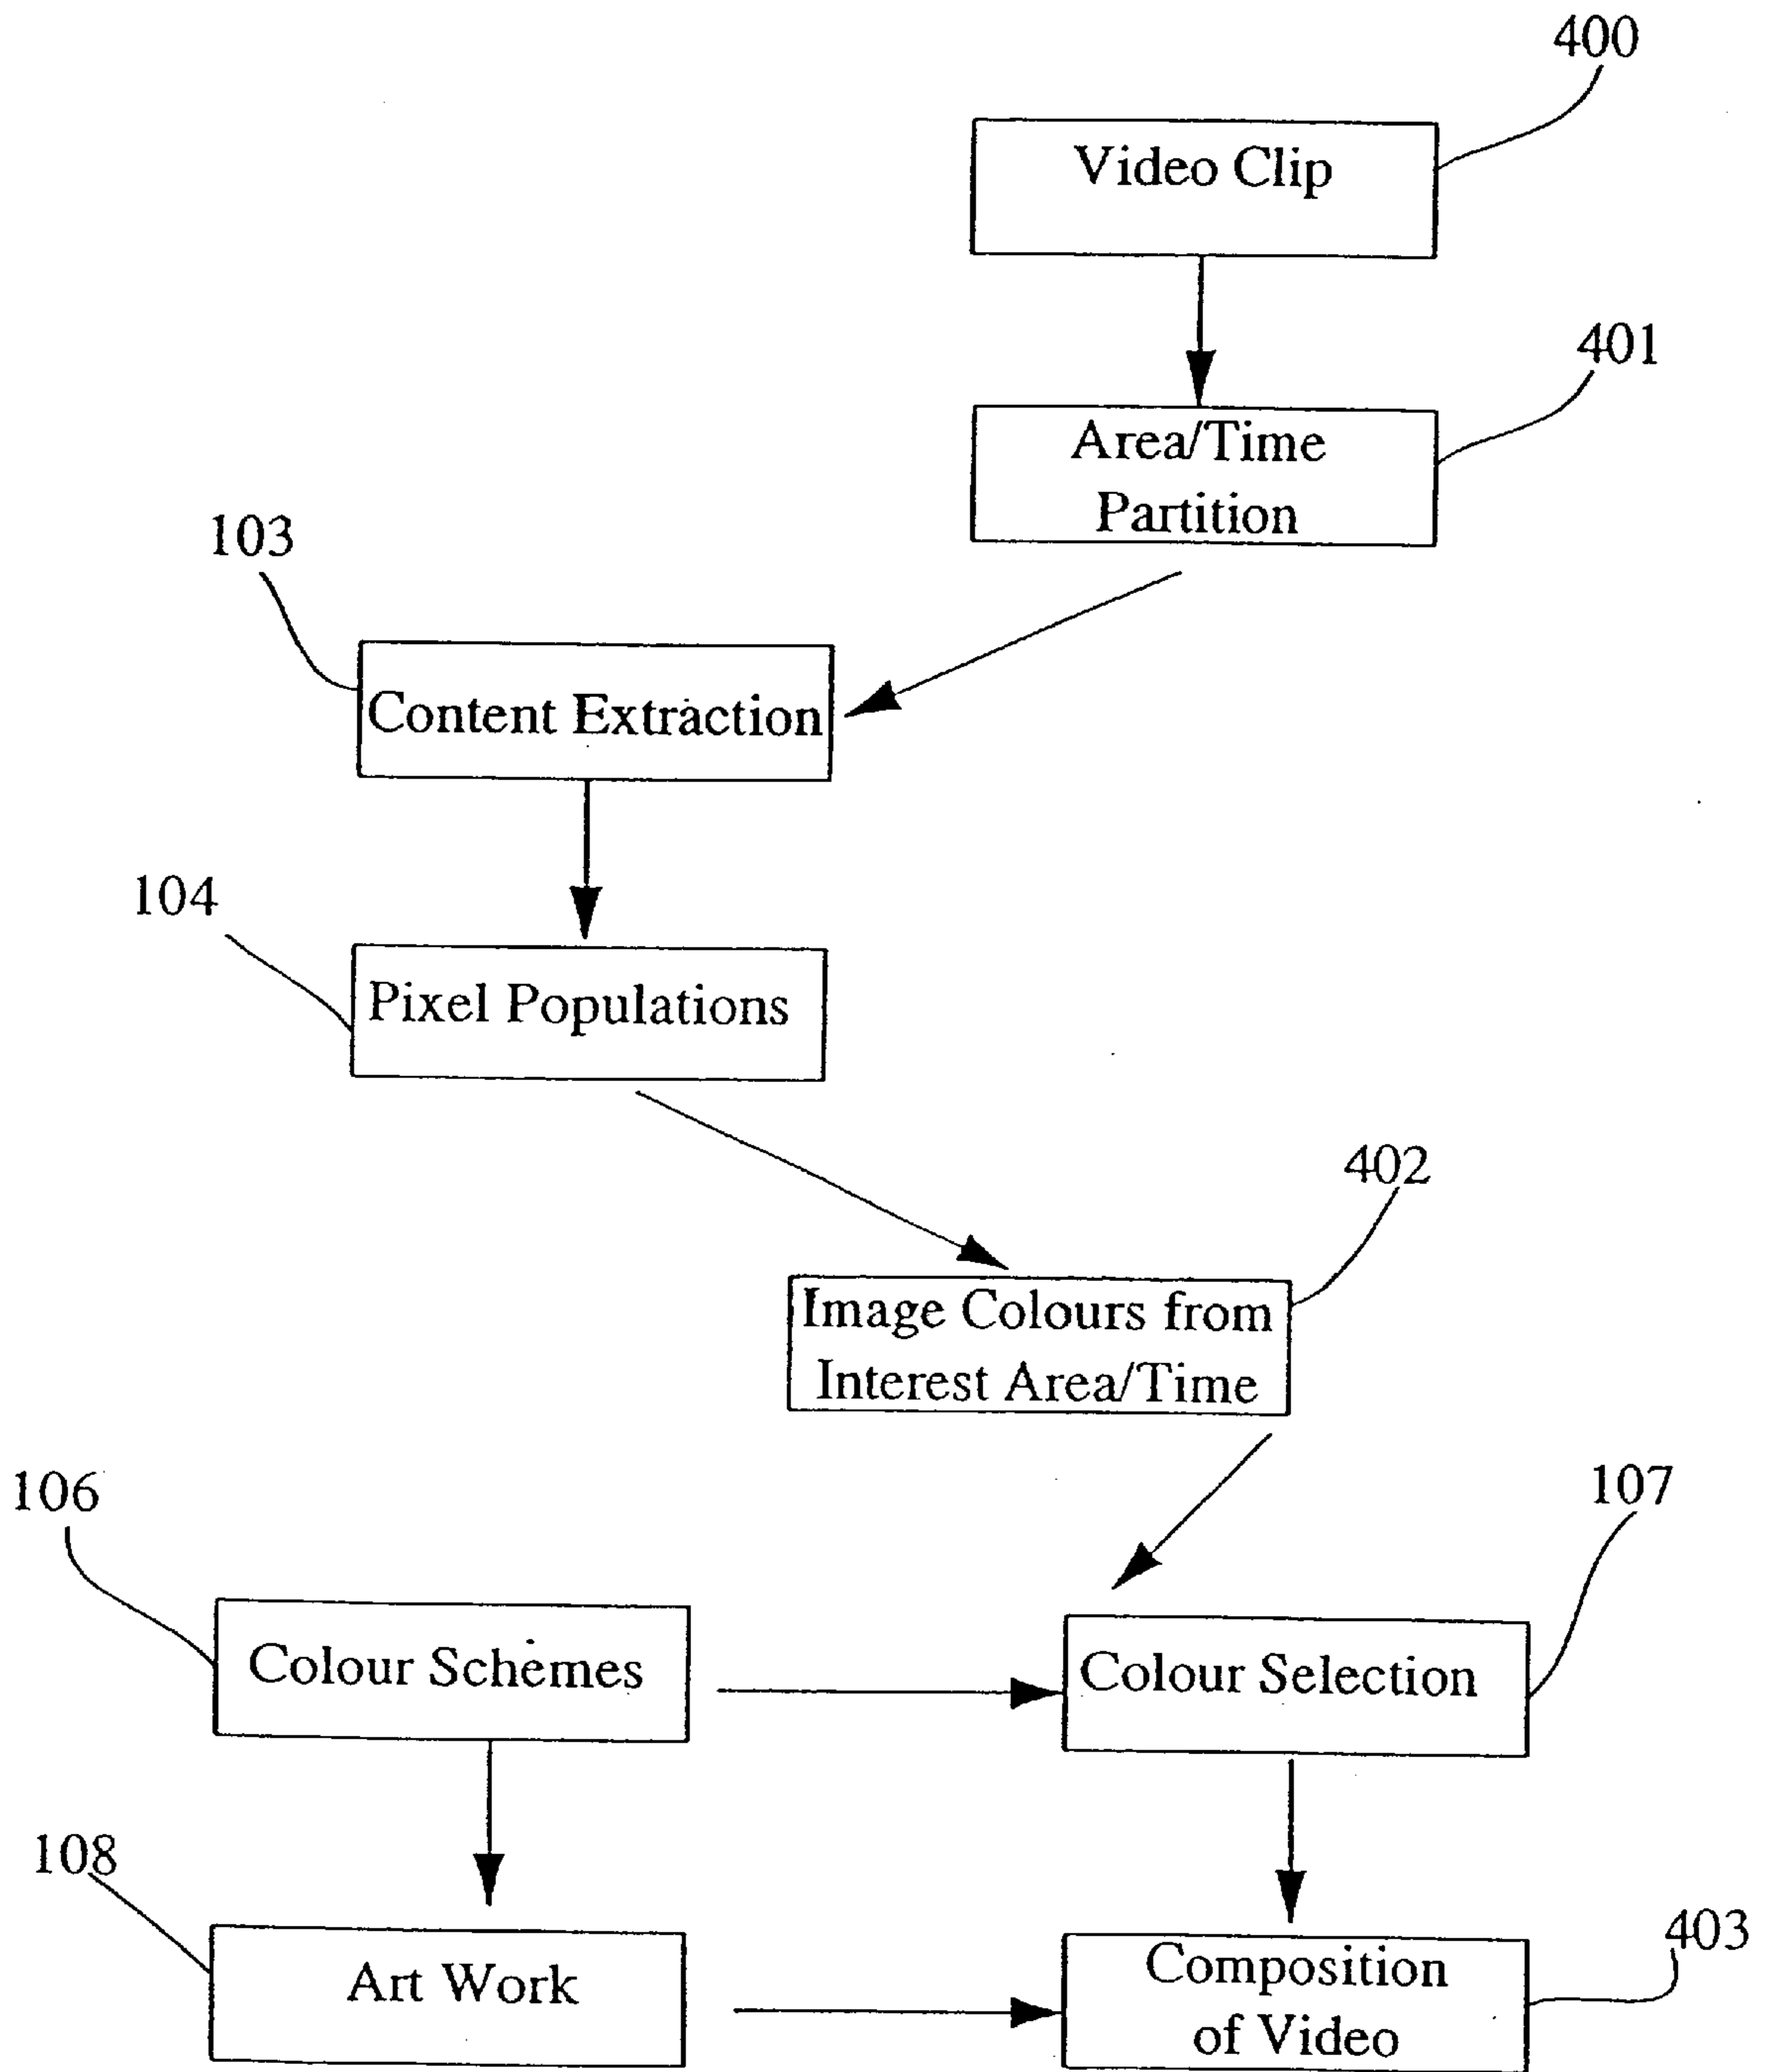 400
Video Clip
401
Area/Time
Partition
103
Content Extraction
104
Pixel Populations
402
Image Colours from
Interest Area/Time
106
107
Colour Schemes
Colour Selection
108
403
Art Work
Composition
of Video